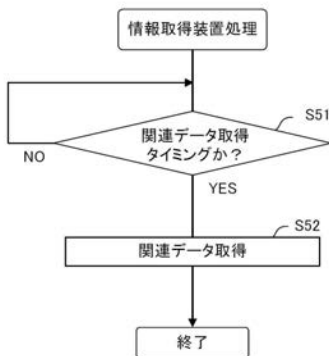 情報取得装置処理
S51
関連データ取得
タイミングか？
NO
YES
S52
関連データ取得
終了